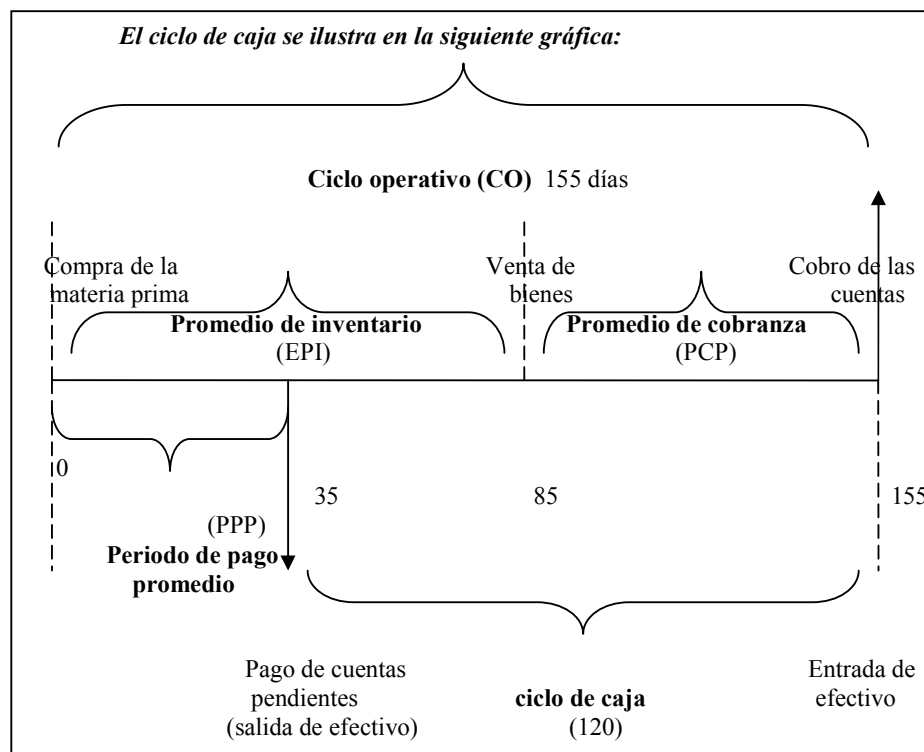 El ciclo de caja se ilustra en la siguiente gráfica:
Ciclo operativo (CO) 155 días
Compra de la
materia prima
Venta de
bienes
Cobro de las
cuentas
Promedio de inventario
(EPI)
Promedio de cobranza
(PCP)
0
35
85
155
(PPP)
Periodo de pago
promedio
Pago de cuentas
pendientes
(salida de efectivo)
ciclo de caja
(120)
Entrada de
efectivo